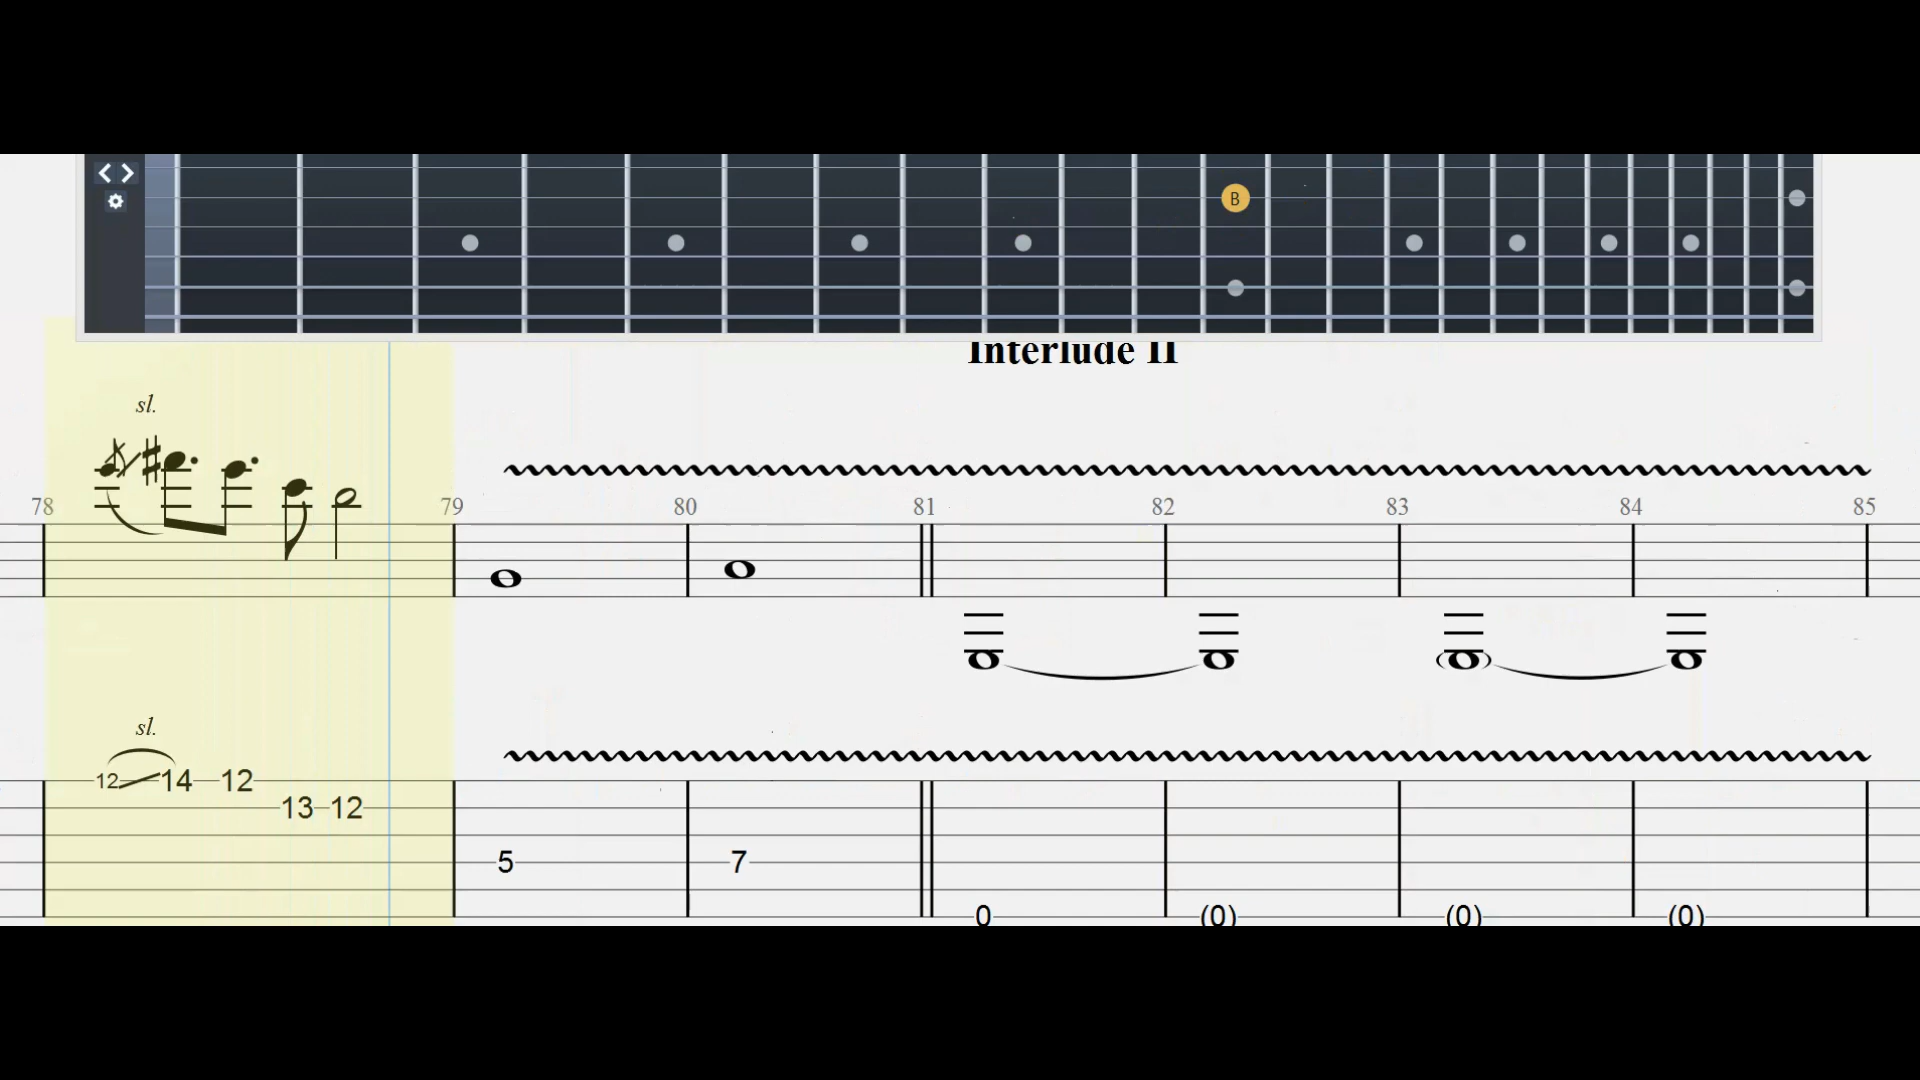 B
Interlude II
sl.
78 79 80 81 82 83 84 85
sl.
12 14 12
13 12
5 7
0 (0) (0) (0)